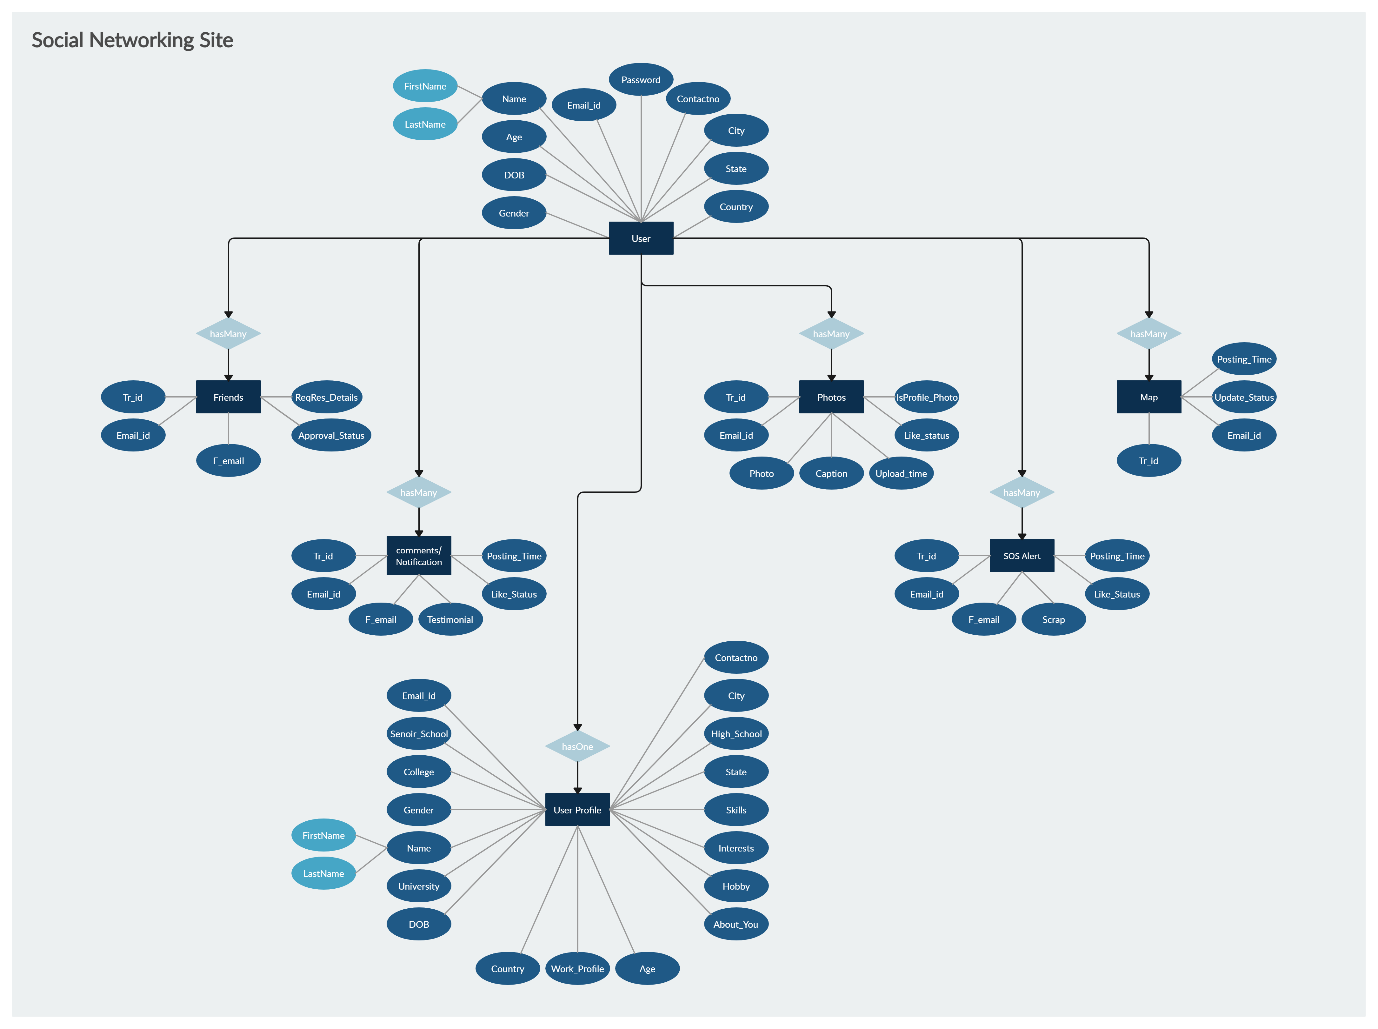 Social Networking Site
Password
FirstName
Name
Email_id
Contactno
LastName
City
Age
State
DOB
Country
Gender
User
hasMany
hasMany
hasMany
Posting_Time
Tr_id
Friends
ReqRes_Details
Tr_id
Photos
IsProfile_Photo
Map
Update_Status
Email_id
Approval_Status
Email_id
Like_status
Email_id
F_email
Photo
Caption
Upload_time
Tr_id
hasMany
hasMany
Tr_id
comments/
Notification
Posting_Time
Tr_id
SOS Alert
Posting_Time
Email_id
Like_Status
Email_id
Like_Status
F_email
Testimonial
F_email
Scrap
Contactno
Email_id
City
Senoir_School
High_School
hasOne
College
State
Gender
User Profile
Skills
FirstName
Name
Interests
LastName
University
Hobby
DOB
About_You
Country
Work_Profile
Age